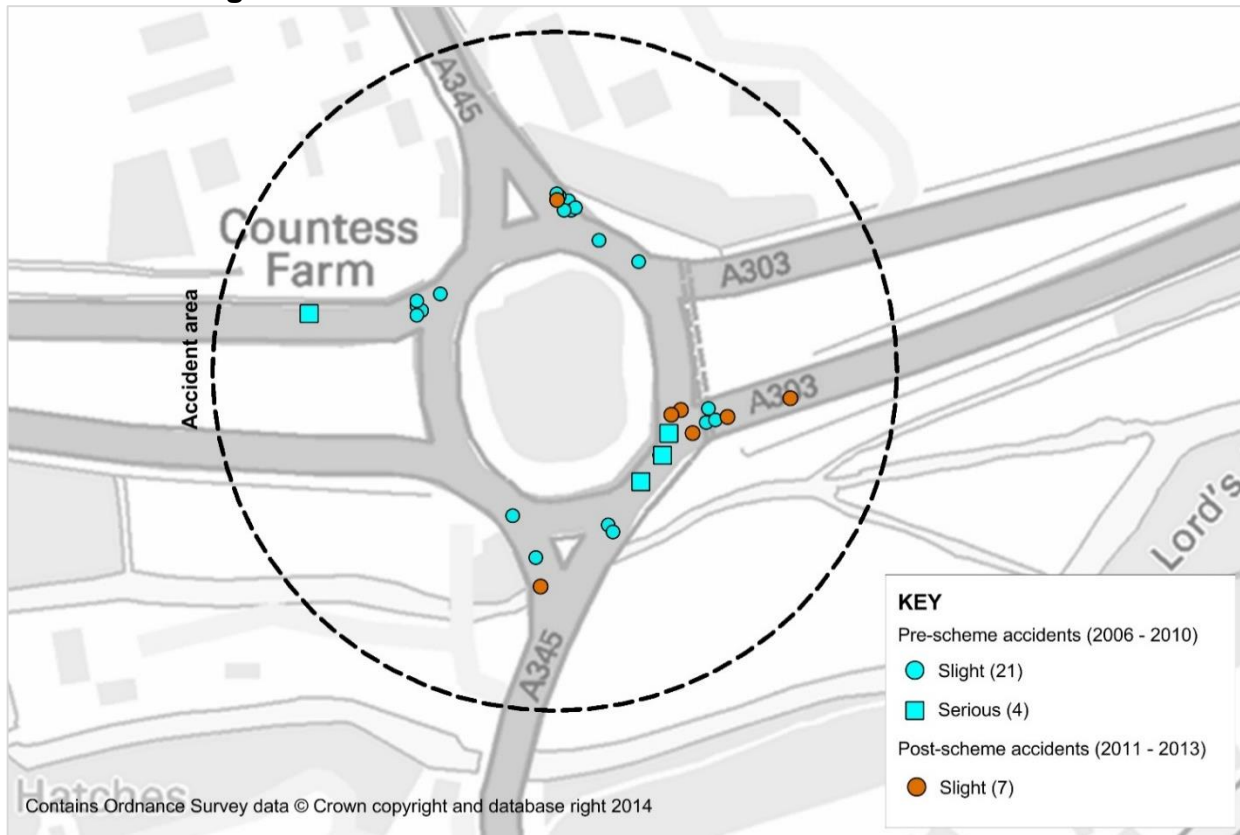 A345
Countess
Farm
Accident area
A303
A303
Lord's
A345
Hatches
KEY
Pre-scheme accidents (2006 - 2010)
Slight (21)
Serious (4)
Post-scheme accidents (2011 - 2013)
Slight (7)
Contains Ordnance Survey data © Crown copyright and database right 2014